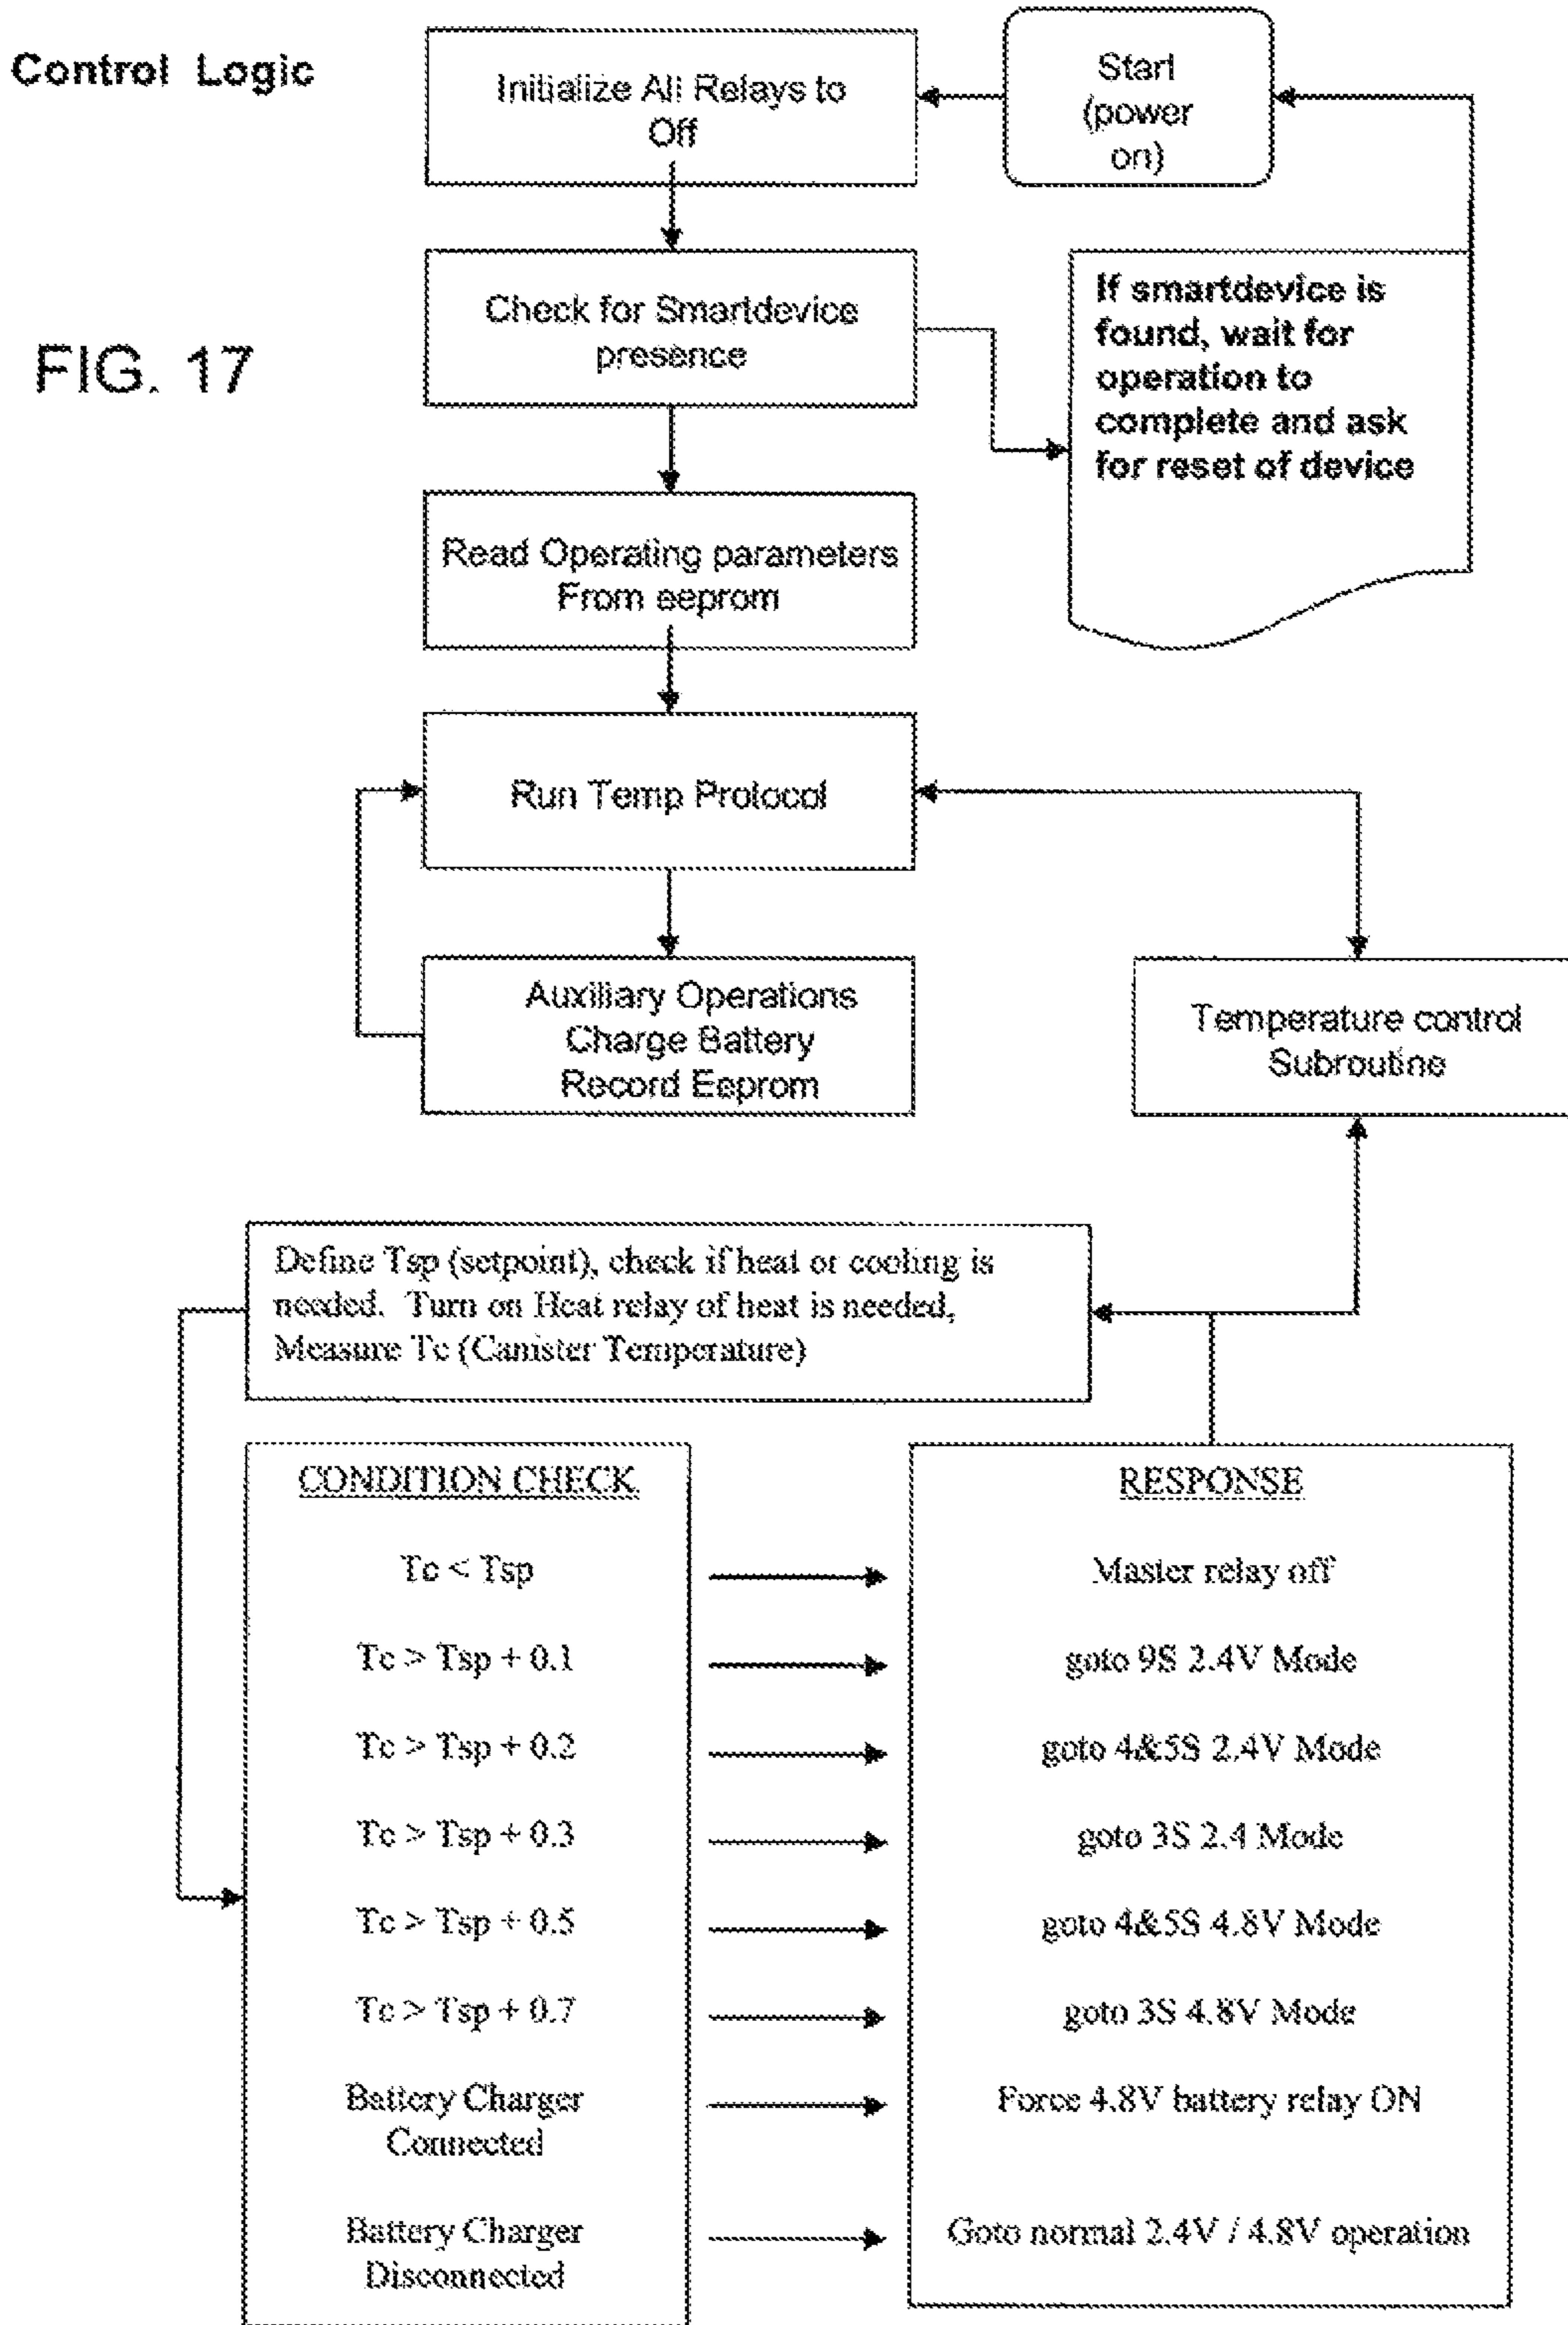 Control Logic
Initialize All Relays to
Off
Start
(power
on)
FIG. 17
Check for Smartdevice
presence
If smartdevice is
found, wait for
operation to
complete and ask
for reset of device
Read Operating parameters
From eeprom
Run Temp Protocol
Auxiliary Operations
Charge Battery
Record Eeprom
Temperature control
Subroutine
Define Tsp (setpoint), check if heat or cooling is
needed. Turn on Heat relay of heat is needed,
Measure Tc (Canister Temperature)
CONDITION CHECK
RESPONSE
Tc < Tsp
Master relay off
Tc > Tsp + 0.1
goto 9S 2.4V Mode
Tc > Tsp + 0.2
goto 4&5S 2.4V Mode
Tc > Tsp + 0.3
goto 3S 2.4 Mode
Tc > Tsp + 0.5
goto 4&5S 4.8V Mode
Tc > Tsp + 0.7
goto 3S 4.8V Mode
Battery Charger
Connected
Force 4.8V battery relay ON
Battery Charger
Disconnected
Goto normal 2.4V / 4.8V operation